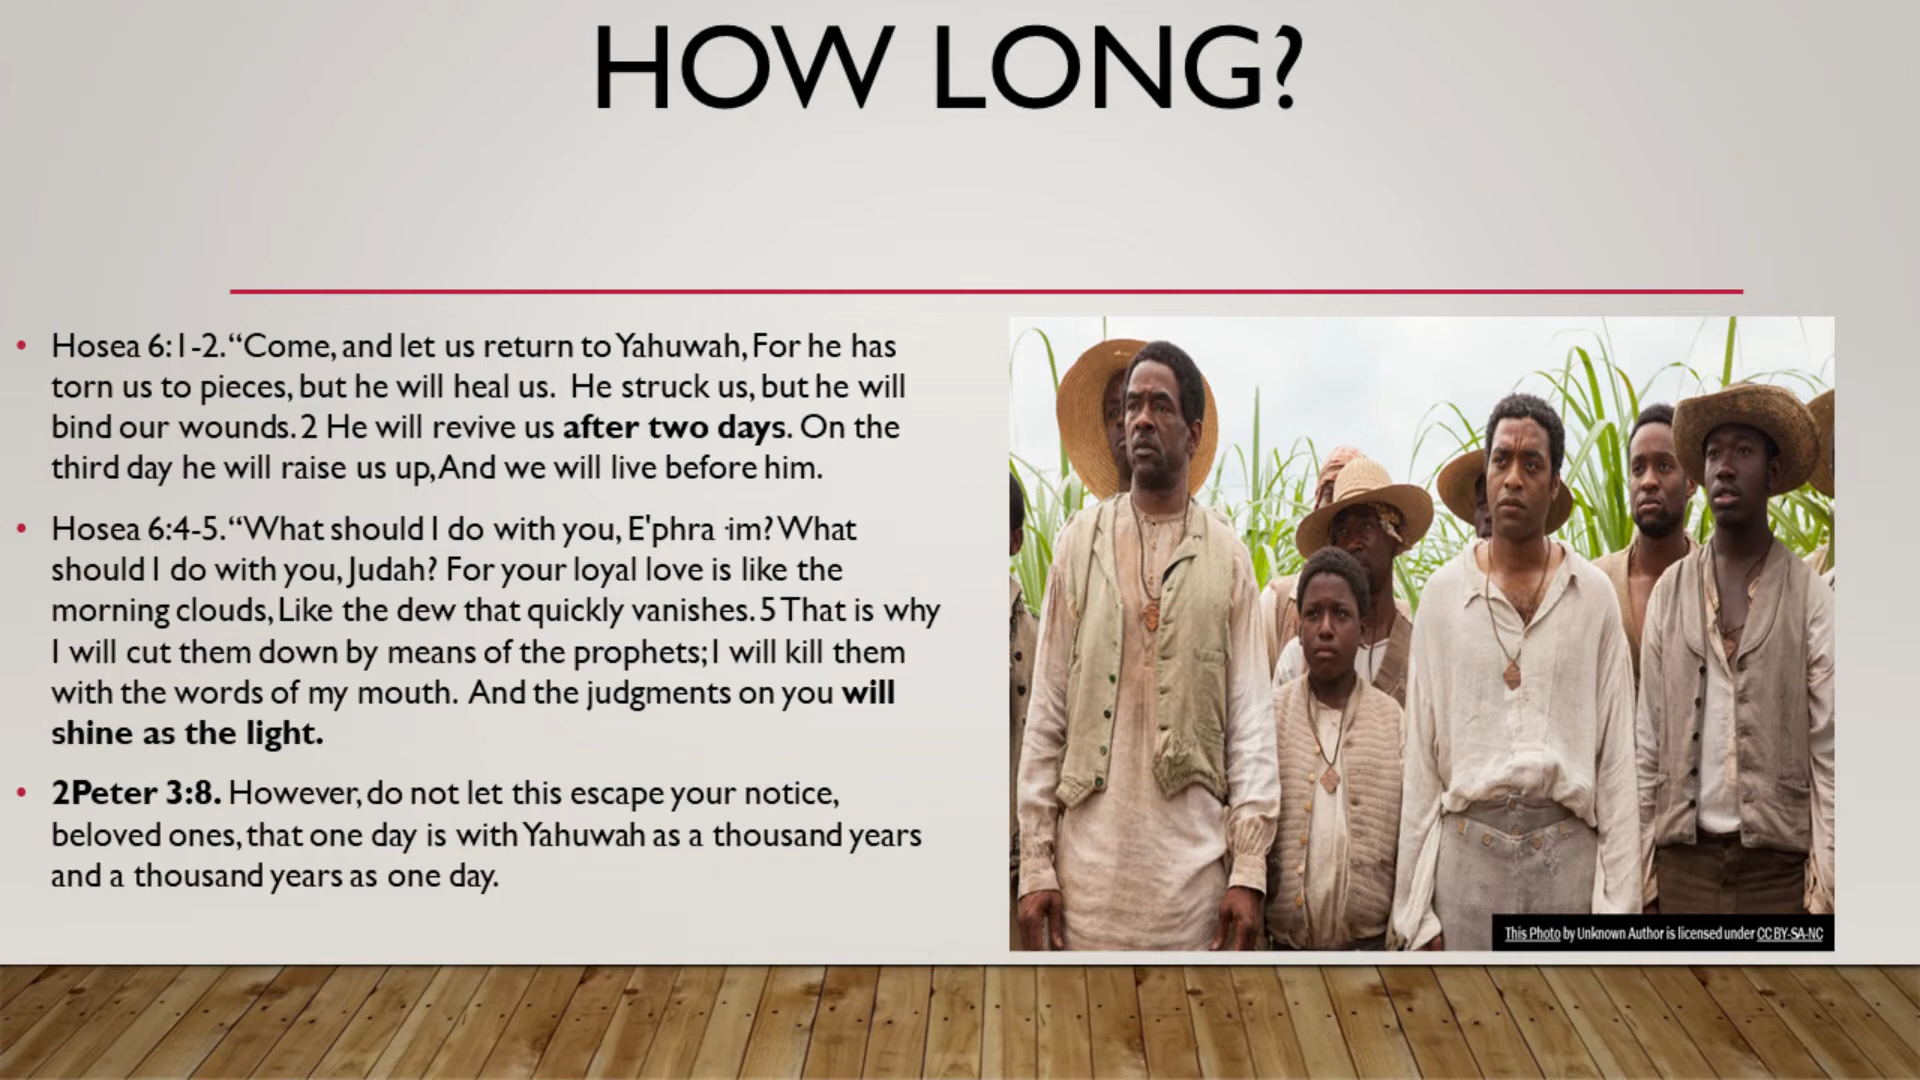 HOW LONG?
• Hosea 6:1-2. “Come, and let us return to Yahuwah, For he has
torn us to pieces, but he will heal us. He struck us, but he will
bind our wounds. 2 He will revive us after two days. On the
third day he will raise us up, And we will live before him.
• Hosea 6:4-5. “What should I do with you, E'phra·im? What
should I do with you, Judah? For your loyal love is like the
morning clouds, Like the dew that quickly vanishes. 5 That is why
I will cut them down by means of the prophets; I will kill them
with the words of my mouth. And the judgments on you will
shine as the light.
• 2Peter 3:8. However, do not let this escape your notice,
beloved ones, that one day is with Yahuwah as a thousand years
and a thousand years as one day.
This Photo by Unknown Author is licensed under CC BY-SA-NC